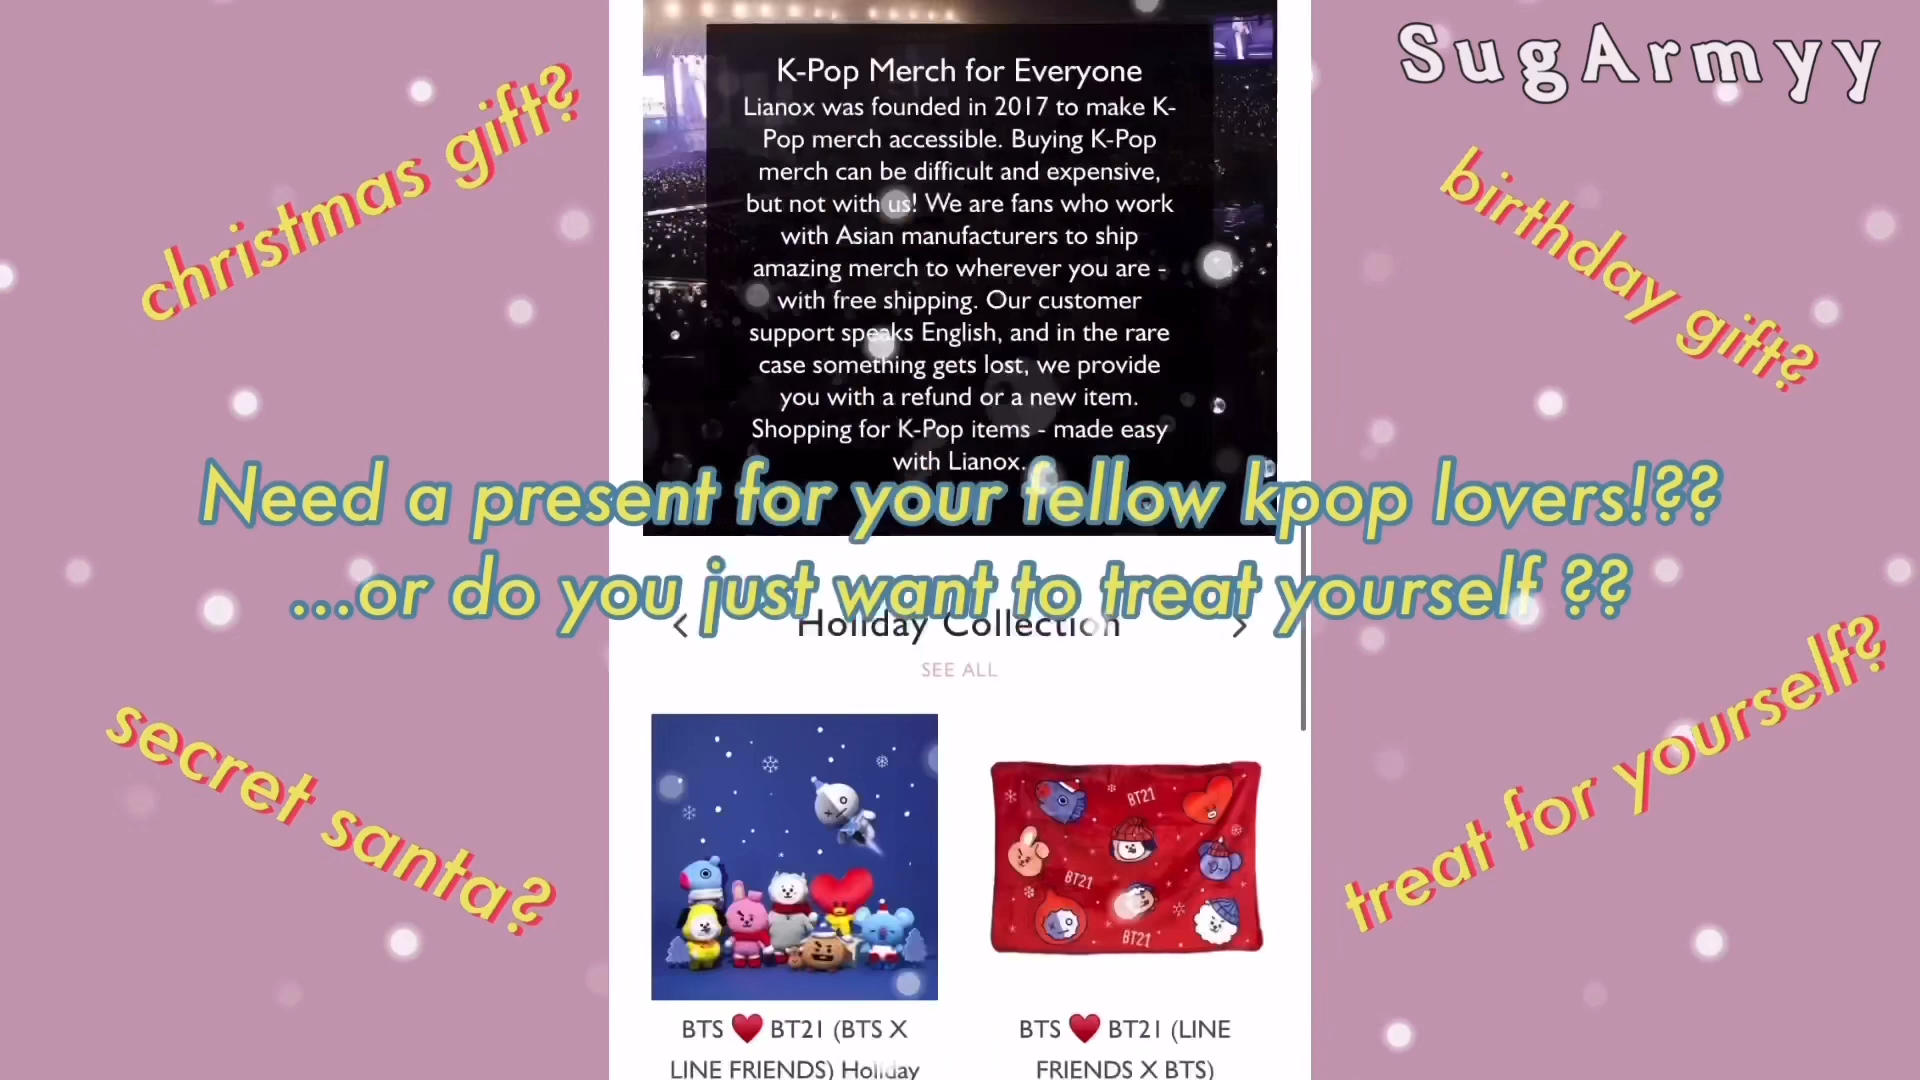 SugArmyy
christmas gift?
birthday gift?
K-Pop Merch for Everyone
Lianox was founded in 2017 to make K-
Pop merch accessible. Buying K-Pop
merch can be difficult and expensive,
but not with us! We are fans who work
with Asian manufacturers to ship
amazing merch to wherever you are -
with free shipping. Our customer
support speaks English, and in the rare
case something gets lost, we provide
you with a refund or a new item.
Shopping for K-Pop items - made easy
with Lianox.
Need a present for your fellow kpop lovers!??
...or do you just want to treat yourself ??
< Holiday Collection >
SEE ALL
secret santa?
treat for yourself?
BT21
BT21
BT21
BTS ♥ BT21 (BTS X
LINE FRIENDS) Holiday
BTS ♥ BT21 (LINE
FRIENDS X BTS)